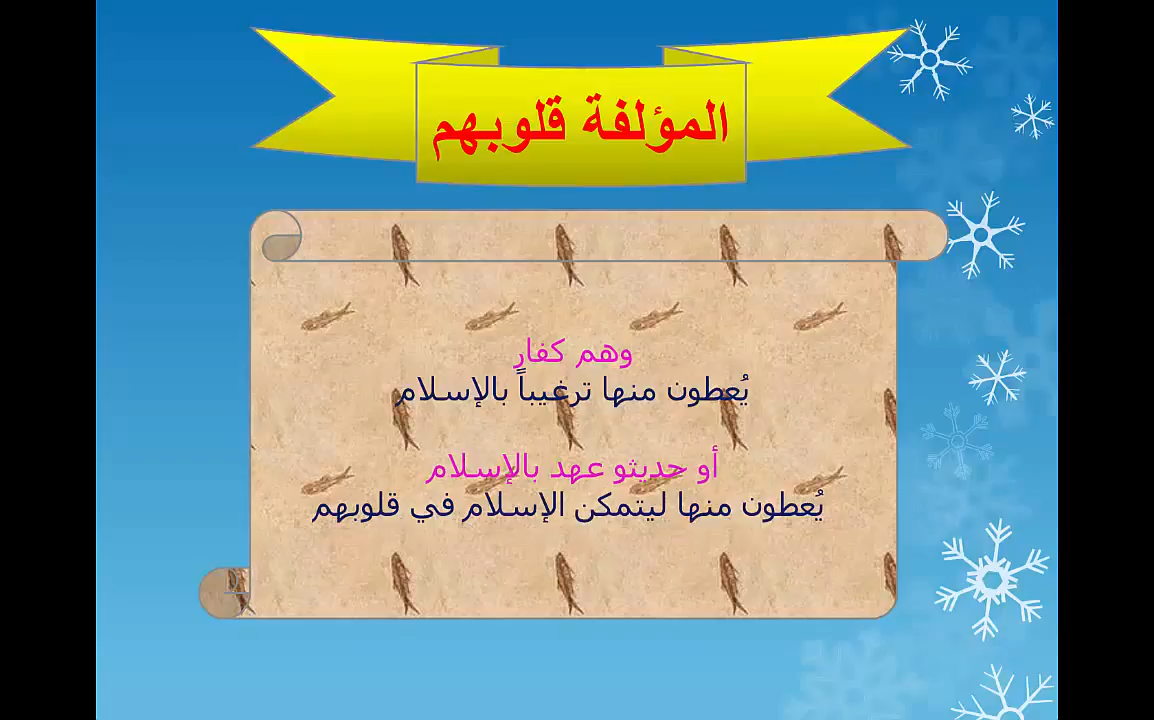 المؤلفة قلوبهم
وهم كفار
يُعطون منها ترغيباً بالإسلام
أو حديثو عهد بالإسلام
يُعطون منها ليتمكن الإسلام في قلوبهم